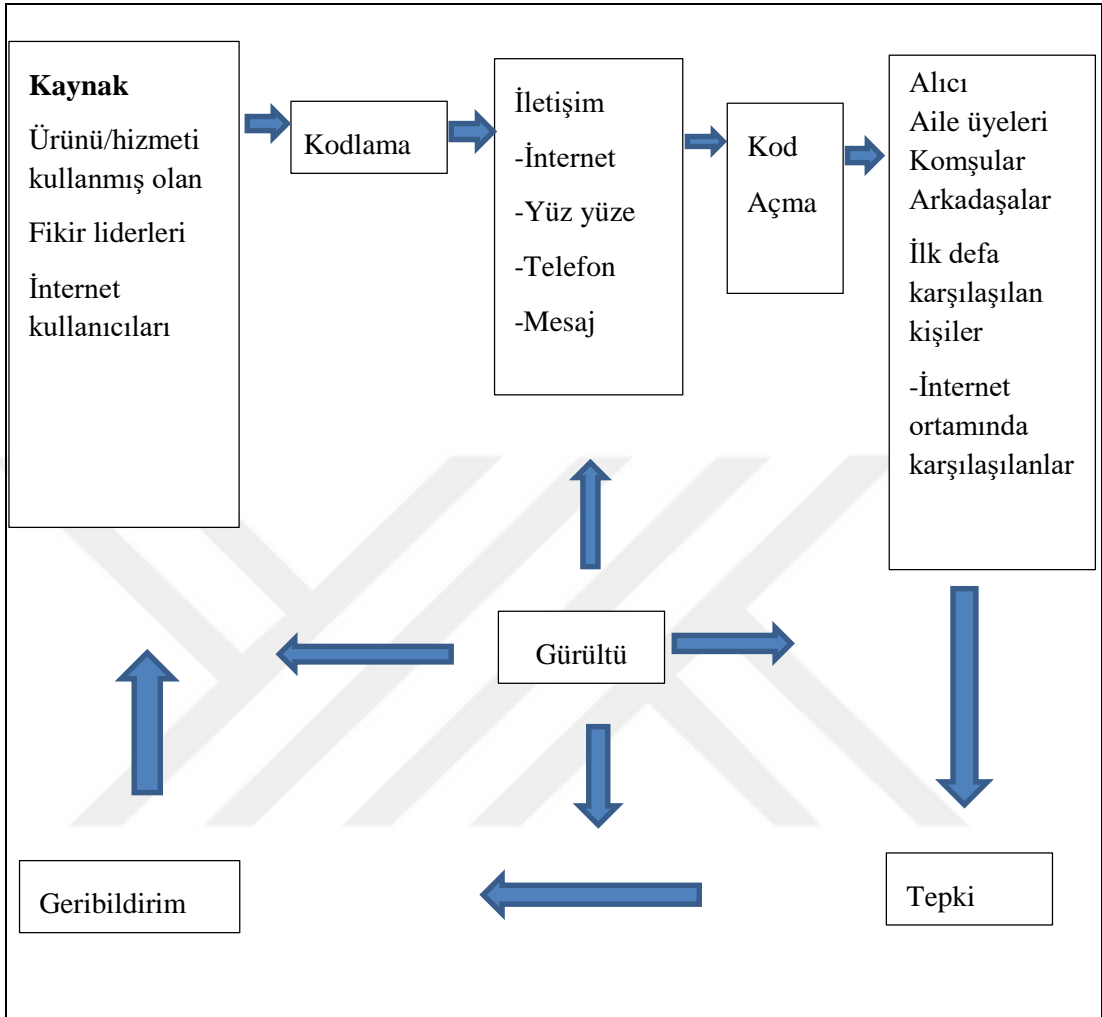 Kaynak
Ürünü/hizmeti
kullanmış olan
Fikir liderleri
İnternet
kullanıcıları
Kodlama
İletişim
-İnternet
-Yüz yüze
-Telefon
-Mesaj
Kod
Açma
Alıcı
Aile üyeleri
Komşular
Arkadaşalar
İlk defa
karşılaşılan
kişiler
-İnternet
ortamında
karşılaşılanlar
Gürültü
Geribildirim
Tepki